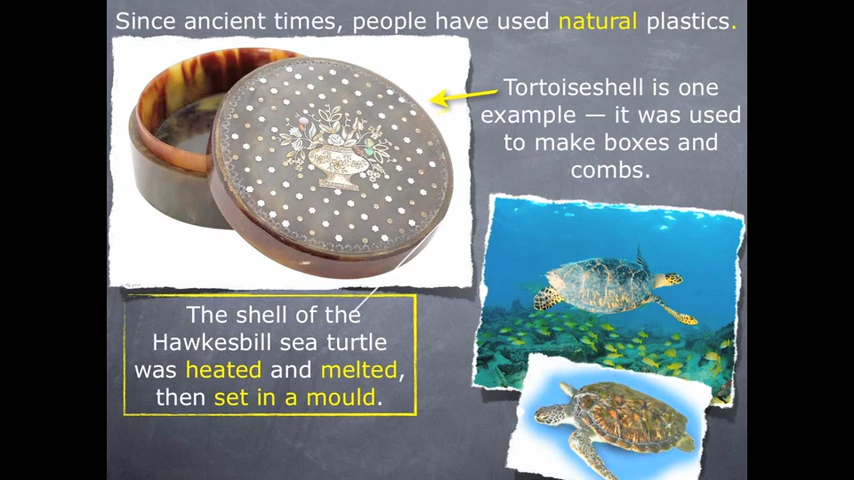 Since ancient times, people have used natural plastics.
Tortoiseshell is one
example — it was used
to make boxes and
combs.
The shell of the
Hawkesbill sea turtle
was heated and melted,
then set in a mould.